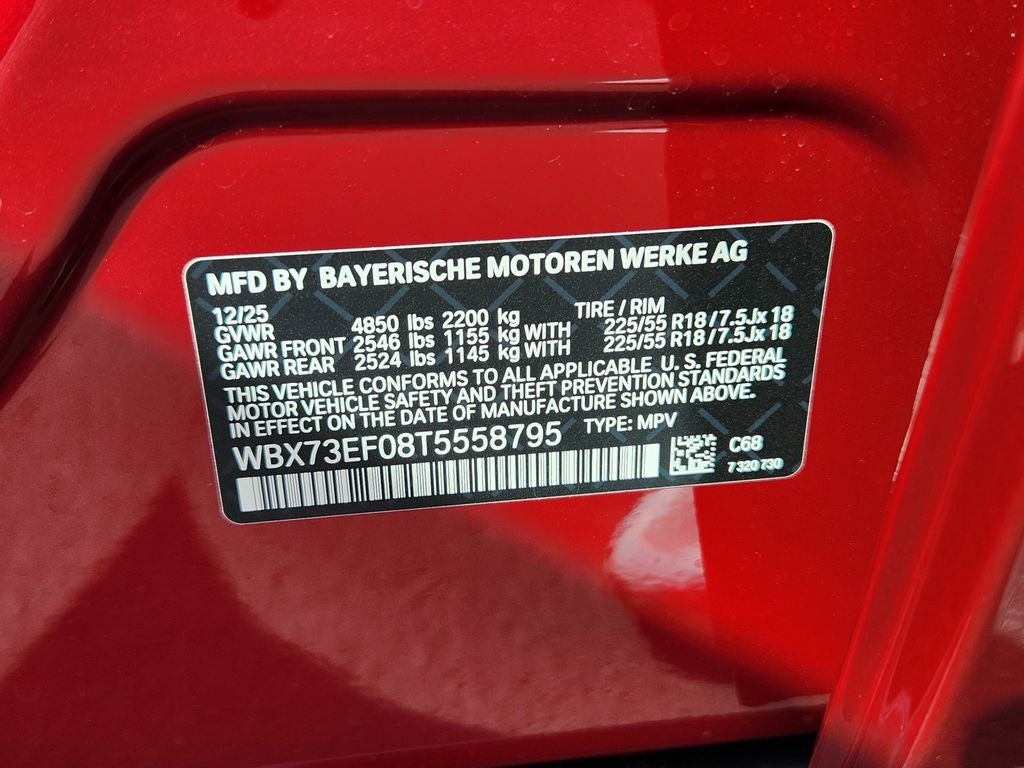 MFD BY BAYERISCHE MOTOREN WERKE AG
12/25 TIRE / RIM
GVWR 4850 lbs 2200 kg
GAWR FRONT 2546 lbs 1155 kg WITH 225/55 R18/7.5Jx18
GAWR REAR 2524 lbs 1145 kg WITH 225/55 R18/7.5Jx18
THIS VEHICLE CONFORMS TO ALL APPLICABLE U. S. FEDERAL
MOTOR VEHICLE SAFETY AND THEFT PREVENTION STANDARDS
IN EFFECT ON THE DATE OF MANUFACTURE SHOWN ABOVE.
WBX73EF08T5558795 TYPE: MPV
C68
7 320 730